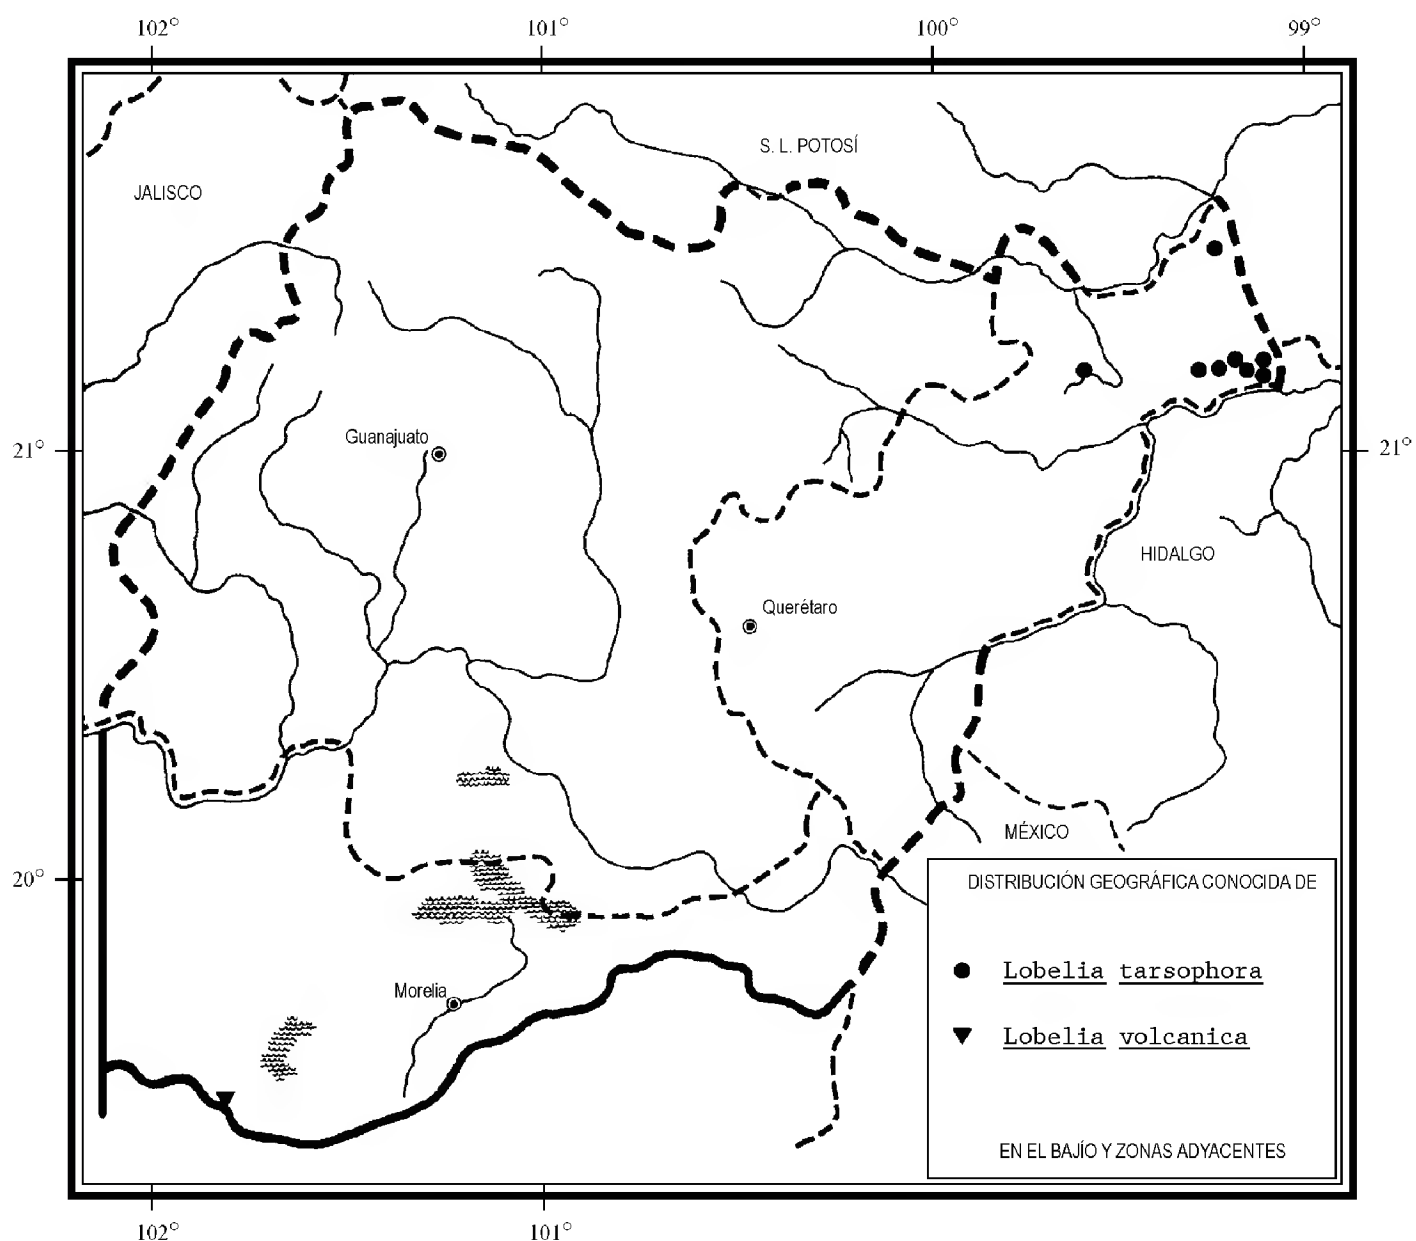 102° 101° 100° 99°
S. L. POTOSÍ
JALISCO
Guanajuato
21° 21°
HIDALGO
Querétaro
MÉXICO
20°
DISTRIBUCIÓN GEOGRÁFICA CONOCIDA DE
Lobelia tarsophora
Morelia
Lobelia volcanica
EN EL BAJÍO Y ZONAS ADYACENTES
102° 101°